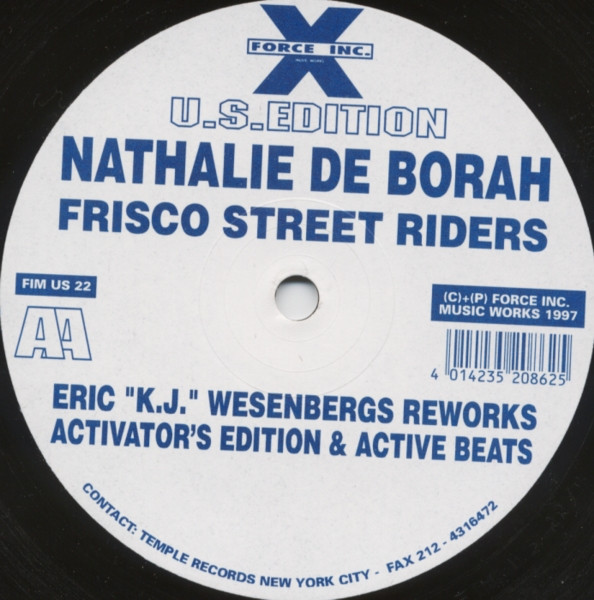 FORCE INC.
U.S.EDITION
NATHALIE DE BORAH
FRISCO STREET RIDERS
FIM US 22
AA
(C)+(P) FORCE INC.
MUSIC WORKS 1997
4 014235 208625
ERIC "K.J." WESENBERGS REWORKS
ACTIVATOR'S EDITION & ACTIVE BEATS
CONTACT: TEMPLE RECORDS NEW YORK CITY - FAX 212 - 4316472